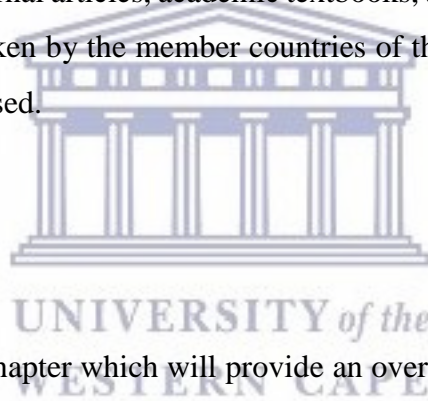 rnal articles, academic textbooks,
ken by the member countries of th
sed.
UNIVERSITY of the
hapter which will provide an over
WESTERN CAPE